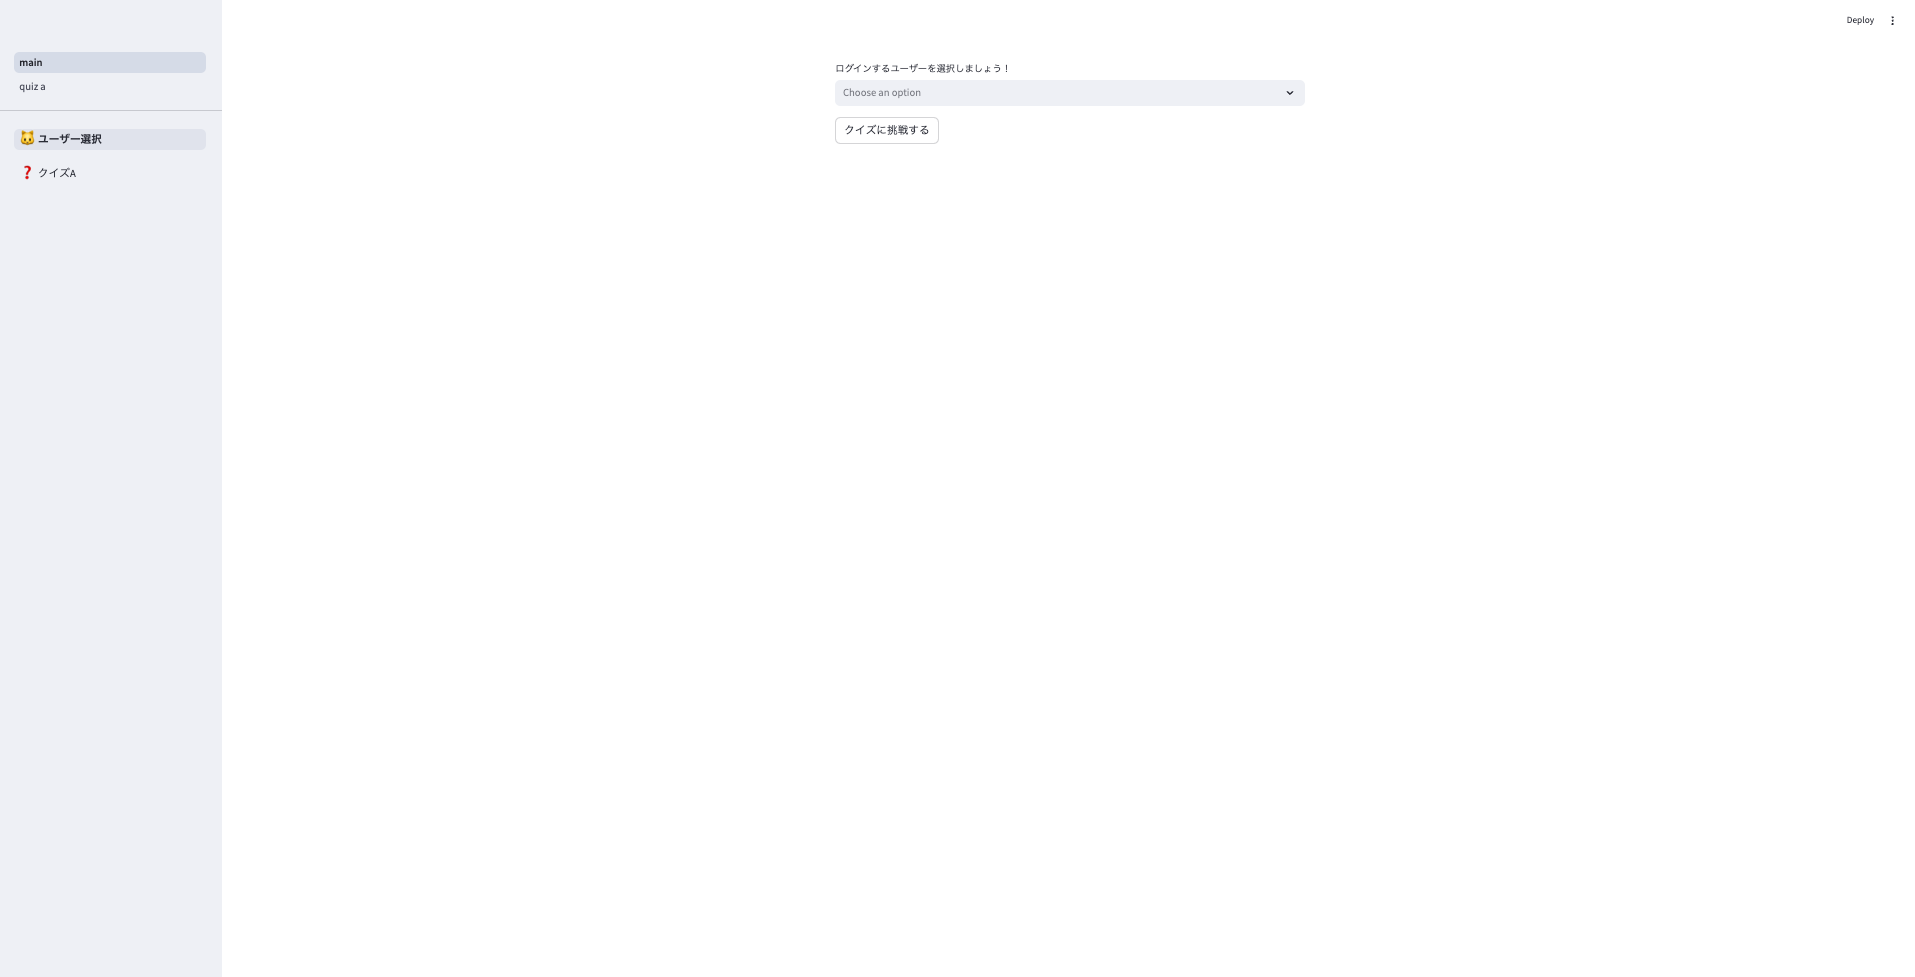 Deploy
main
quiz a
ユーザー選択
クイズA
ログインするユーザーを選択しましょう！
Choose an option
クイズに挑戦する